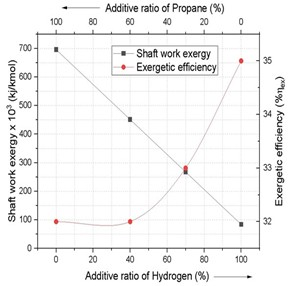 Additive ratio of Propane (%)
100 80 60 40 20 0
Shaft work exergy
Exergetic efficiency
700
600
500
400
300
200
100
0
Shaft work exergy x 10³ (kj/kmol)
35
34
33
32
Exergetic efficiency (%ηex)
0 20 40 60 80 100
Additive ratio of Hydrogen (%)